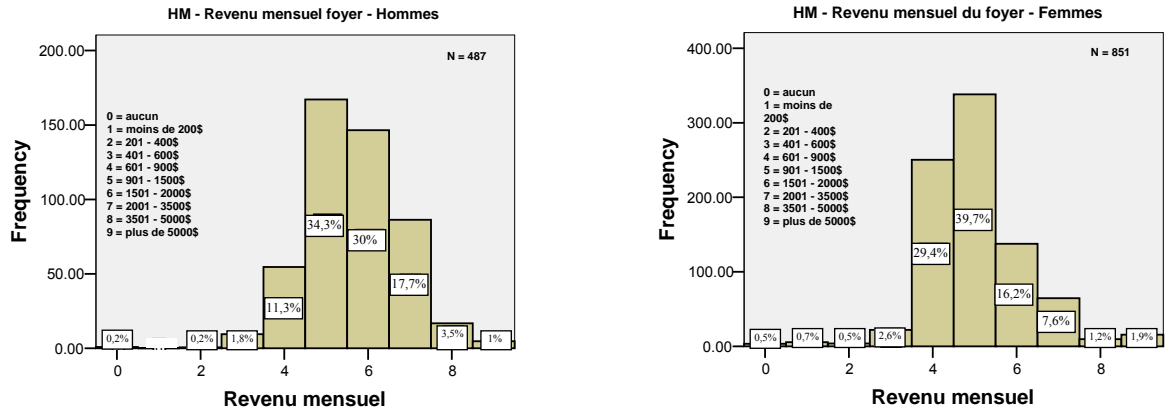 HM - Revenu mensuel foyer - Hommes
200.00
150.00
100.00
50.00
0.00
Frequency
N = 487
0 = aucun
1 = moins de 200$
2 = 201 - 400$
3 = 401 - 600$
4 = 601 - 900$
5 = 901 - 1500$
6 = 1501 - 2000$
7 = 2001 - 3500$
8 = 3501 - 5000$
9 = plus de 5000$
0,2%
0,2%
1,8%
11,3%
34,3%
30%
17,7%
3,5%
1%
0 2 4 6 8
Revenu mensuel
HM - Revenu mensuel du foyer - Femmes
400.00
300.00
200.00
100.00
0.00
Frequency
N = 851
0 = aucun
1 = moins de
200$
2 = 201 - 400$
3 = 401 - 600$
4 = 601 - 900$
5 = 901 - 1500$
6 = 1501 - 2000$
7 = 2001 - 3500$
8 = 3501 - 5000$
9 = plus de 5000$
0,5%
0,7%
0,5%
2,6%
29,4%
39,7%
16,2%
7,6%
1,2%
1,9%
0 2 4 6 8
Revenu mensuel